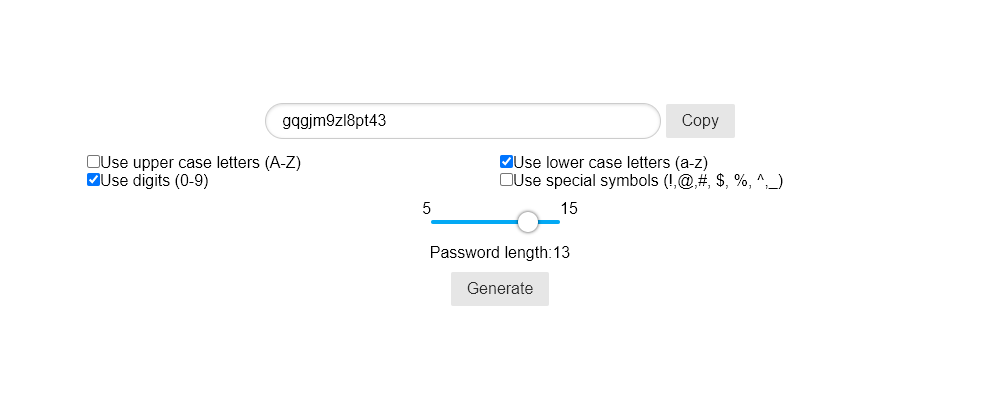 gqgjm9zl8pt43 Copy
Use upper case letters (A-Z) Use lower case letters (a-z)
Use digits (0-9) Use special symbols (!,@,#, $, %, ^,_)
5 15
Password length:13
Generate